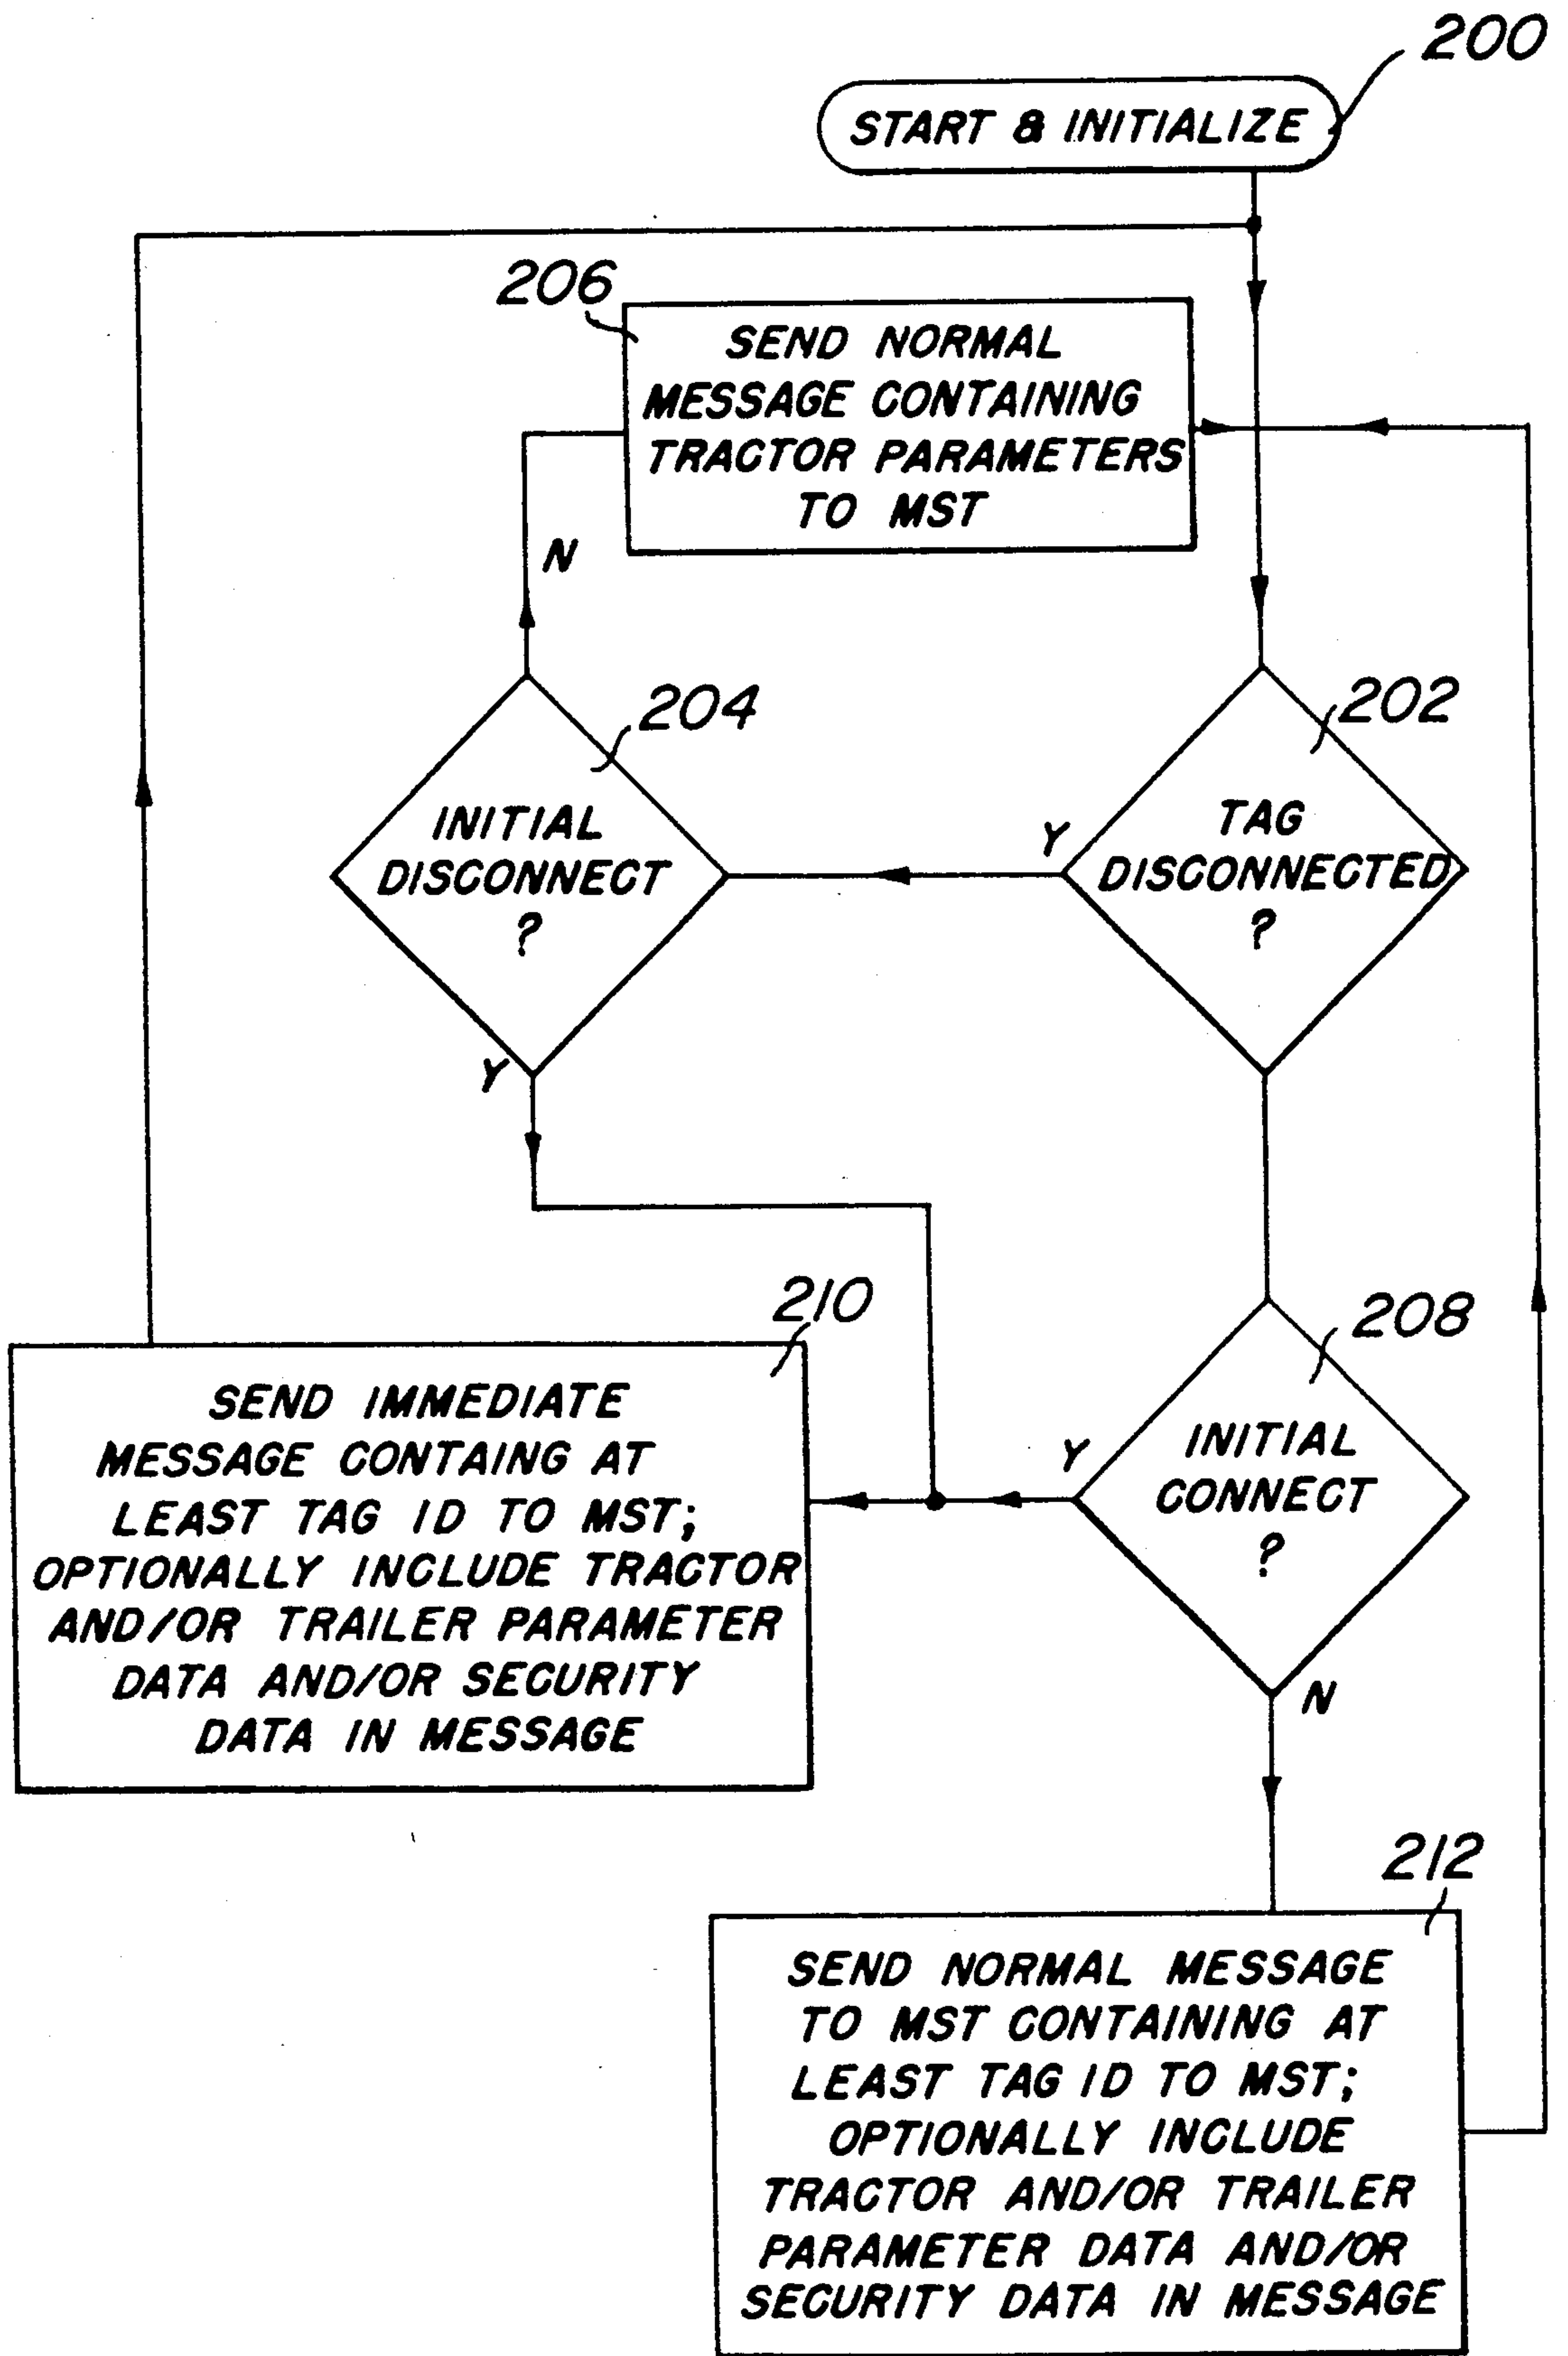 200
START & INITIALIZE
206
SEND NORMAL
MESSAGE CONTAINING
TRACTOR PARAMETERS
TO MST
N
204
INITIAL
DISCONNECT
?
Y
202
TAG
DISCONNECTED
?
Y
210
SEND IMMEDIATE
MESSAGE CONTAING AT
LEAST TAG ID TO MST;
OPTIONALLY INCLUDE TRACTOR
AND/OR TRAILER PARAMETER
DATA AND/OR SECURITY
DATA IN MESSAGE
208
Y
INITIAL
CONNECT
?
N
212
SEND NORMAL MESSAGE
TO MST CONTAINING AT
LEAST TAG ID TO MST;
OPTIONALLY INCLUDE
TRACTOR AND/OR TRAILER
PARAMETER DATA AND/OR
SECURITY DATA IN MESSAGE